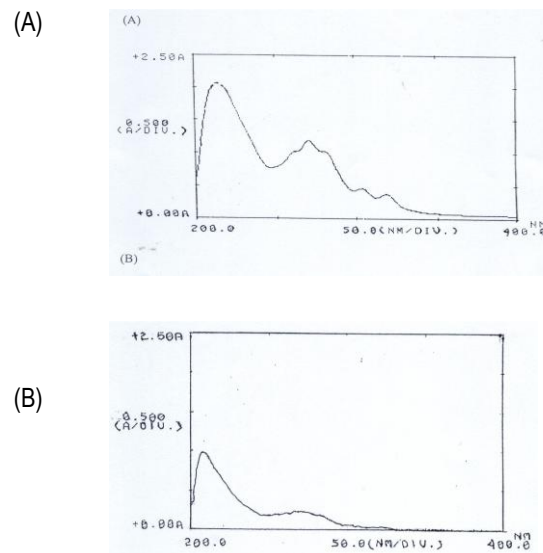 (A)
(A)
+2.50A
0.500
(A/DIV.)
+0.00A
200.0
50.0(NM/DIV.)
400.0
NM
(B)
(B)
+2.50A
0.500
(A/DIV.)
+0.00A
200.0
50.0(NM/DIV.)
400.0
NM